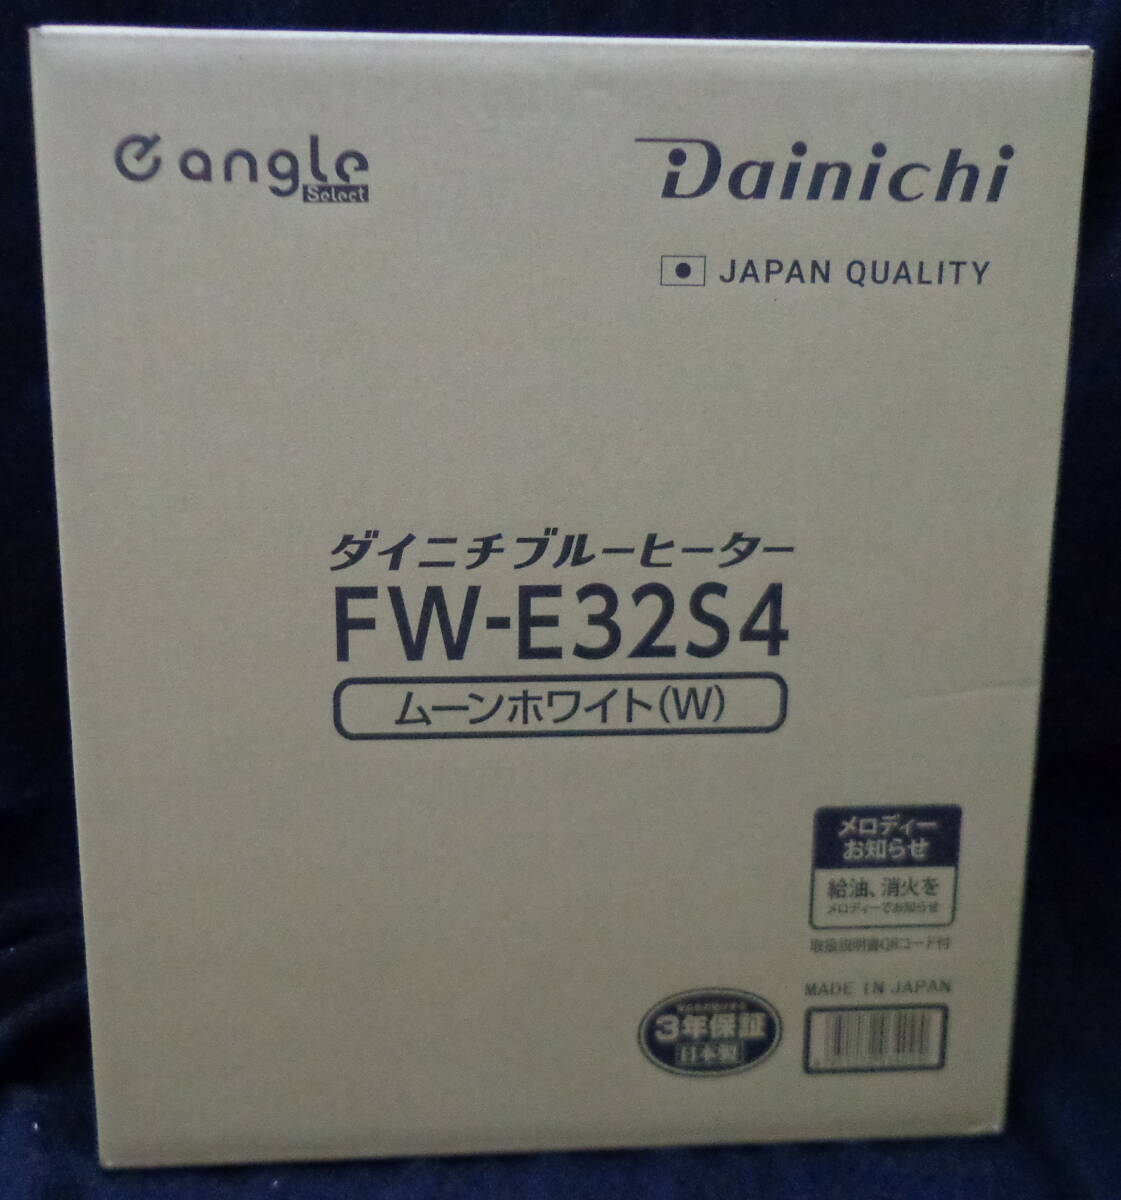 e angle
Select
Dainichi
JAPAN QUALITY
ダイニチブルーヒーター
FW-E32S4
ムーンホワイト(W)
メロディー
お知らせ
給油、消火を
メロディーでお知らせ
取扱説明書QRコード付
MADE IN JAPAN
3年保証
日本製